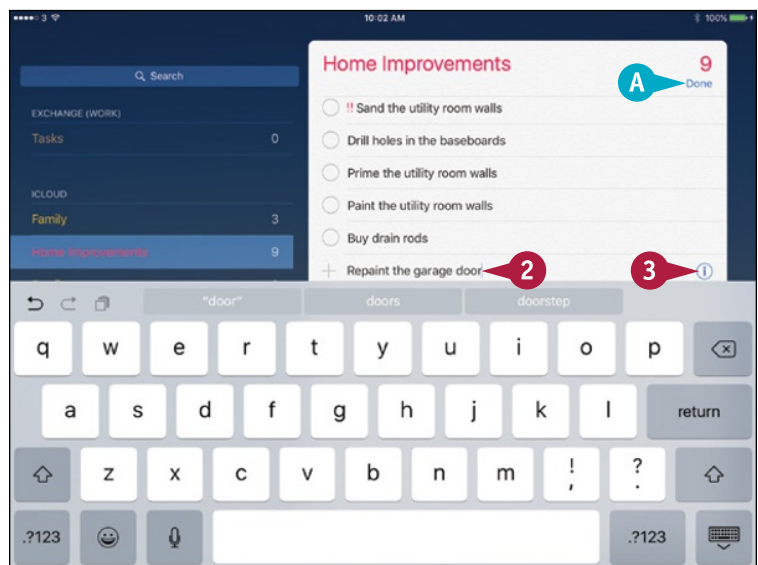 3 10:02 AM 100%
Search
Home Improvements 9
A Done
EXCHANGE (WORK)
Tasks 0
!! Sand the utility room walls
Drill holes in the baseboards
Prime the utility room walls
ICLOUD
Family 3
Paint the utility room walls
Home Improvements 9
Buy drain rods
Repaint the garage door 2 3 i
"door" doors doorstep
q w e r t y u i o p
a s d f g h j k l return
z x c v b n m ! , ? .
.?123 .?123